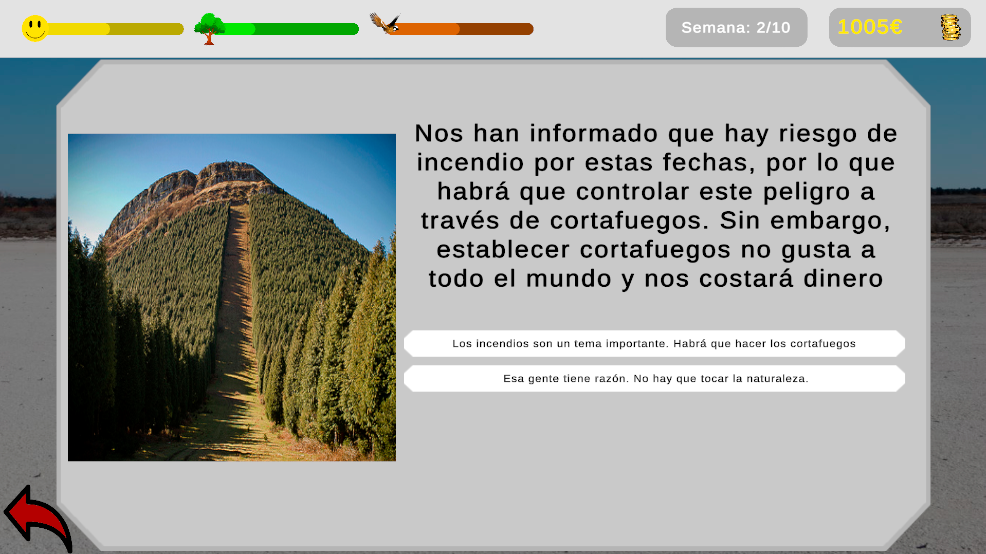 Semana: 2/10
1005€
Nos han informado que hay riesgo de
incendio por estas fechas, por lo que
habrá que controlar este peligro a
través de cortafuegos. Sin embargo,
establecer cortafuegos no gusta a
todo el mundo y nos costará dinero
Los incendios son un tema importante. Habrá que hacer los cortafuegos
Esa gente tiene razón. No hay que tocar la naturaleza.